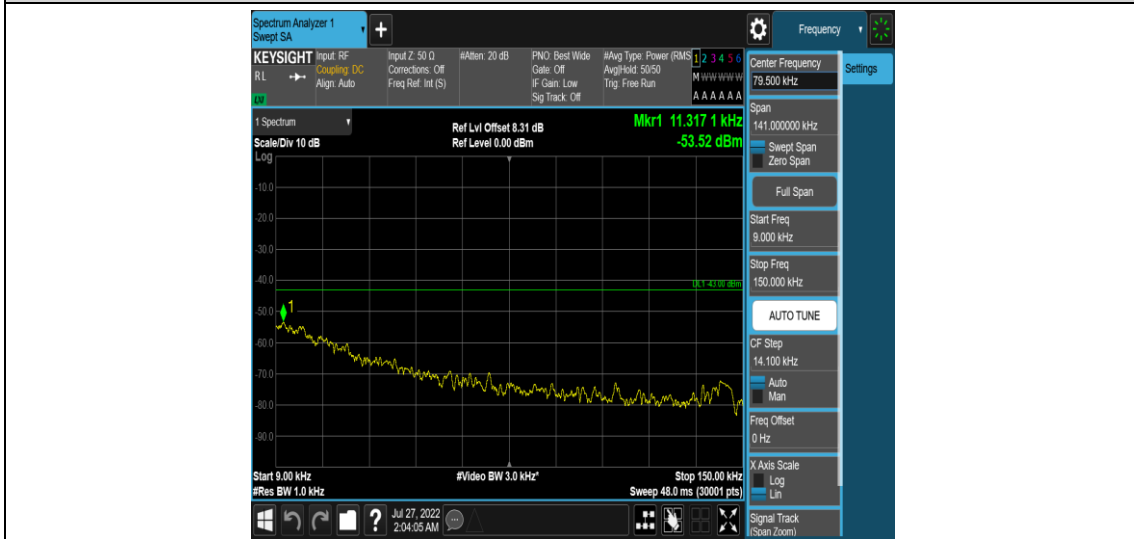 Spectrum Analyzer 1
Swept SA
+
Frequency
KEYSIGHT
RL
Input: RF
Coupling: DC
Align: Auto
Input Z: 50 Ω
Corrections: Off
Freq Ref: Int (S)
#Atten: 20 dB
PNO: Best Wide
Gate: Off
IF Gain: Low
Sig Track: Off
#Avg Type: Power (RMS
Avg|Hold: 50/50
Trig: Free Run
1 2 3 4 5 6
M W W W W W
A A A A A A
1 Spectrum
Scale/Div 10 dB
Log
Ref Lvl Offset 8.31 dB
Ref Level 0.00 dBm
Mkr1 11.317 1 kHz
-53.52 dBm
-10.0
-20.0
-30.0
-40.0
DL1 -43.00 dBm
-50.0
1
-60.0
-70.0
-80.0
-90.0
Start 9.00 kHz
#Res BW 1.0 kHz
#Video BW 3.0 kHz*
Stop 150.00 kHz
Sweep 48.0 ms (30001 pts)
?
Jul 27, 2022
2:04:05 AM
Center Frequency
79.500 kHz
Settings
Span
141.000000 kHz
Swept Span
Zero Span
Full Span
Start Freq
9.000 kHz
Stop Freq
150.000 kHz
AUTO TUNE
CF Step
14.100 kHz
Auto
Man
Freq Offset
0 Hz
X Axis Scale
Log
Lin
Signal Track
(Span Zoom)